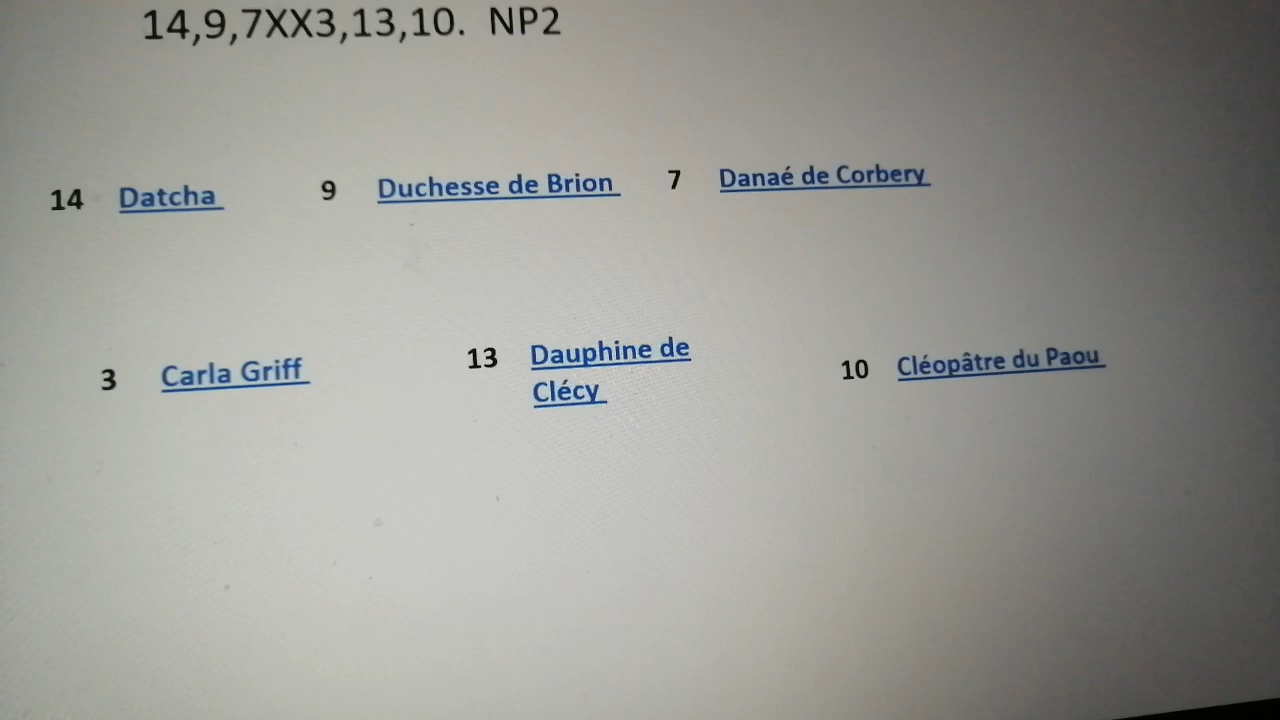 14,9,7XX3,13,10. NP2
14 Datcha 9 Duchesse de Brion 7 Danaé de Corbery
3 Carla Griff 13 Dauphine de Clécy 10 Cléopâtre du Paou